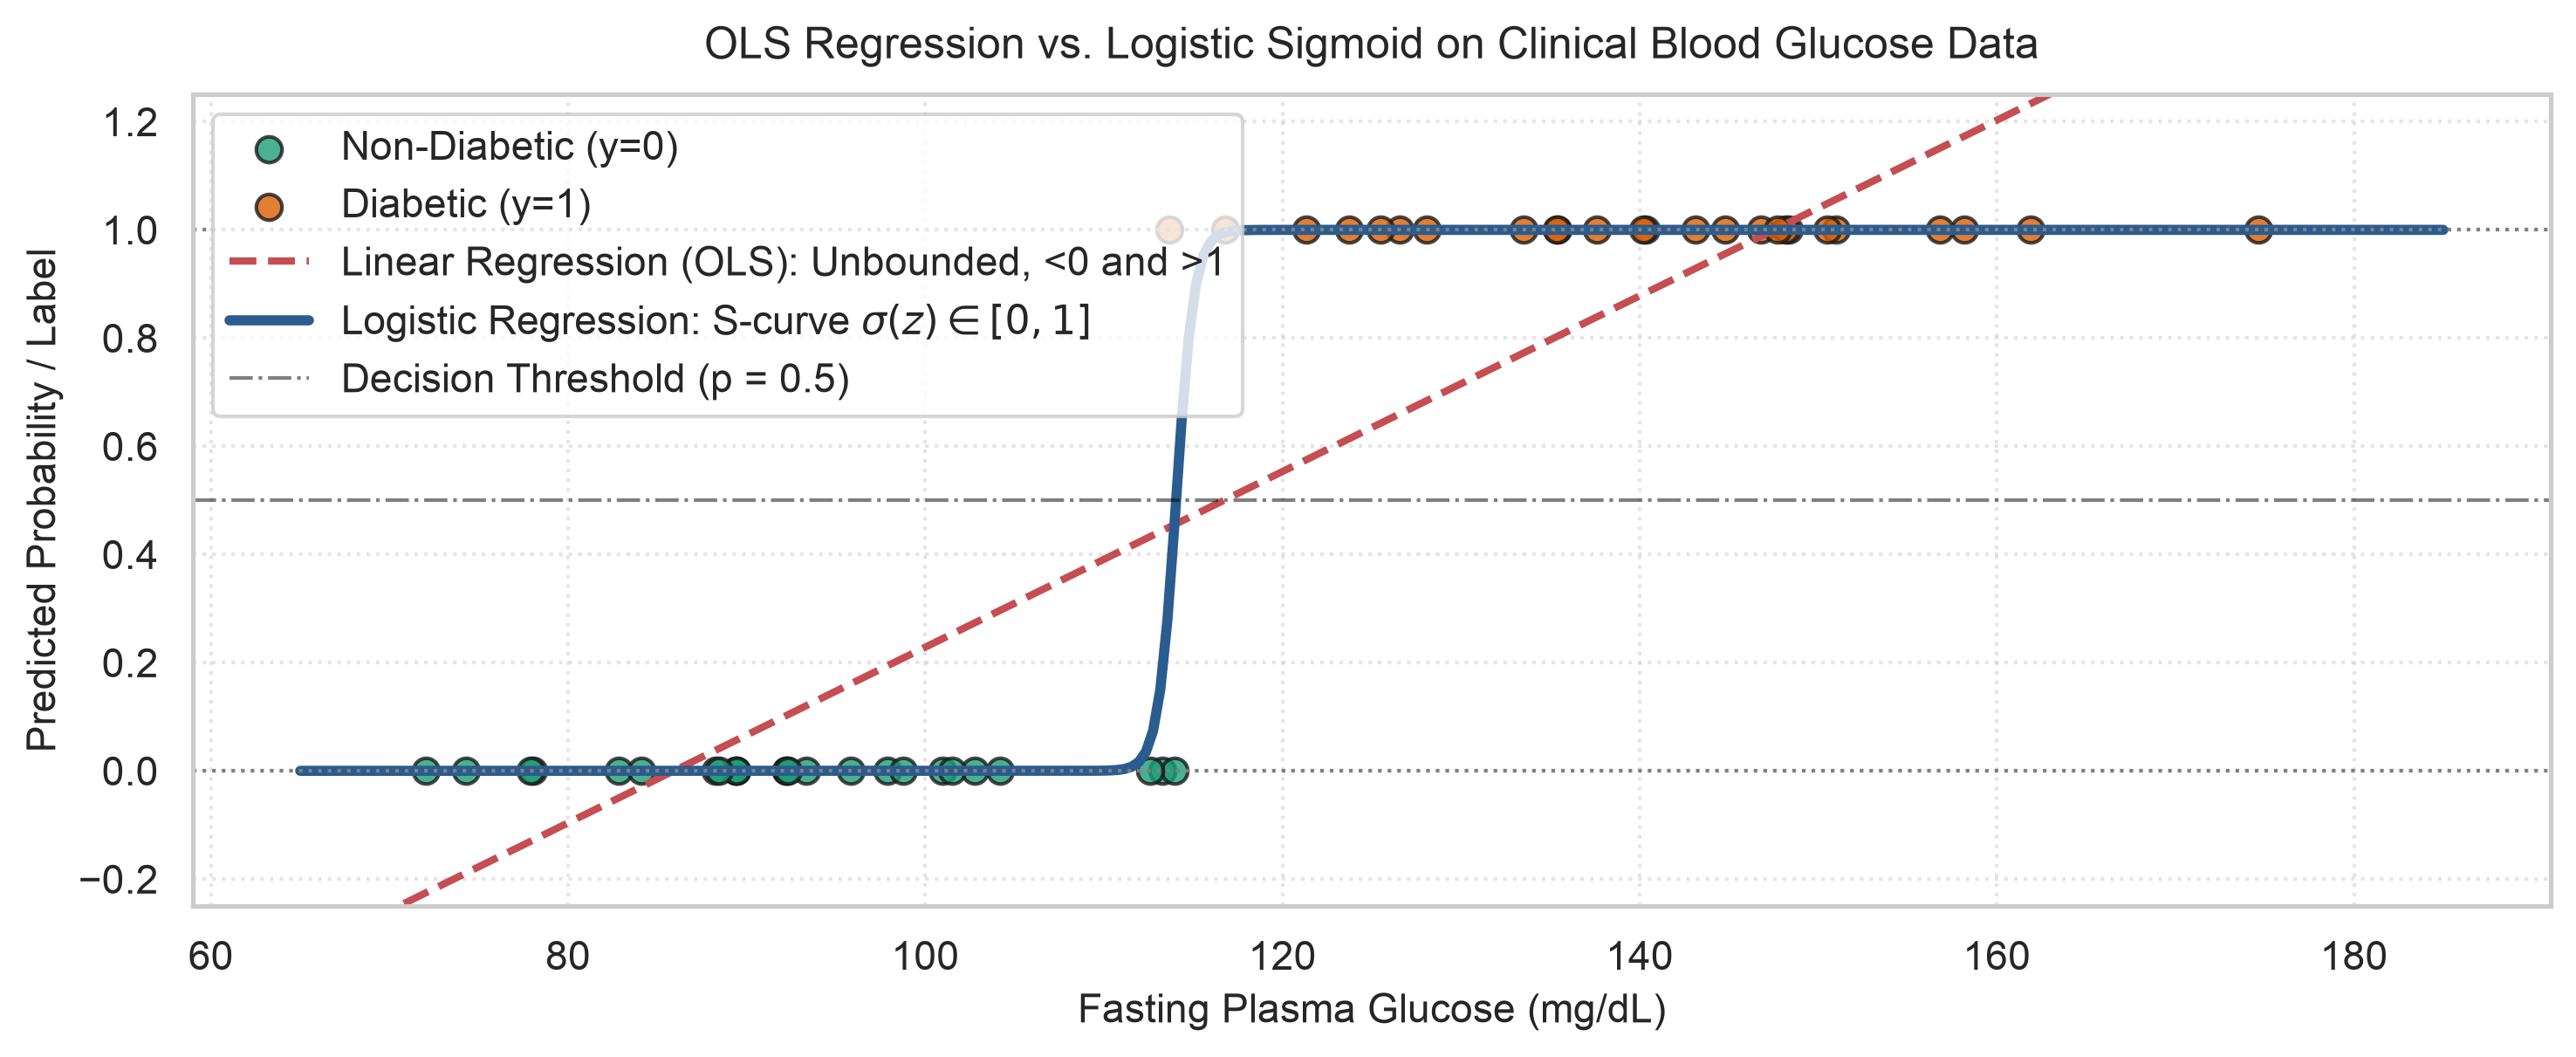 OLS Regression vs. Logistic Sigmoid on Clinical Blood Glucose Data
Predicted Probability / Label
1.2
1.0
0.8
0.6
0.4
0.2
0.0
−0.2
Non-Diabetic (y=0)
Diabetic (y=1)
Linear Regression (OLS): Unbounded, <0 and >1
Logistic Regression: S-curve σ(z) ∈ [0, 1]
Decision Threshold (p = 0.5)
60 80 100 120 140 160 180
Fasting Plasma Glucose (mg/dL)